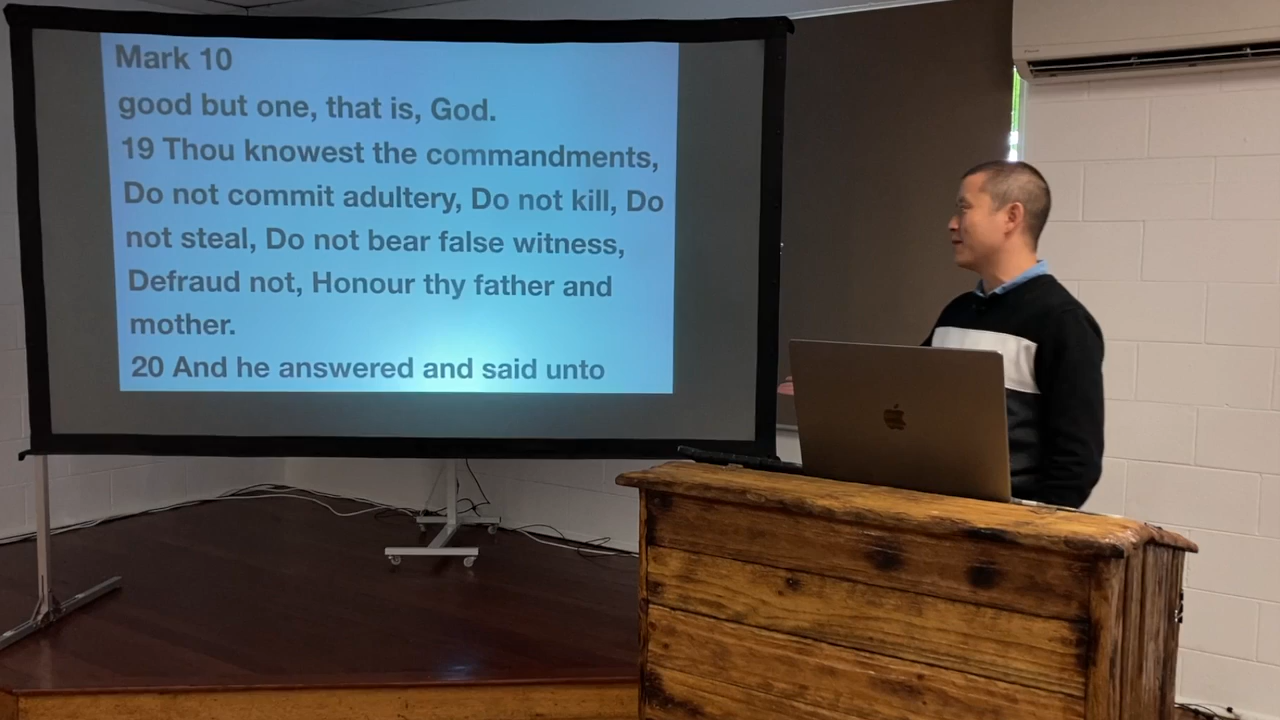 Mark 10
good but one, that is, God.
19 Thou knowest the commandments,
Do not commit adultery, Do not kill, Do
not steal, Do not bear false witness,
Defraud not, Honour thy father and
mother.
20 And he answered and said unto